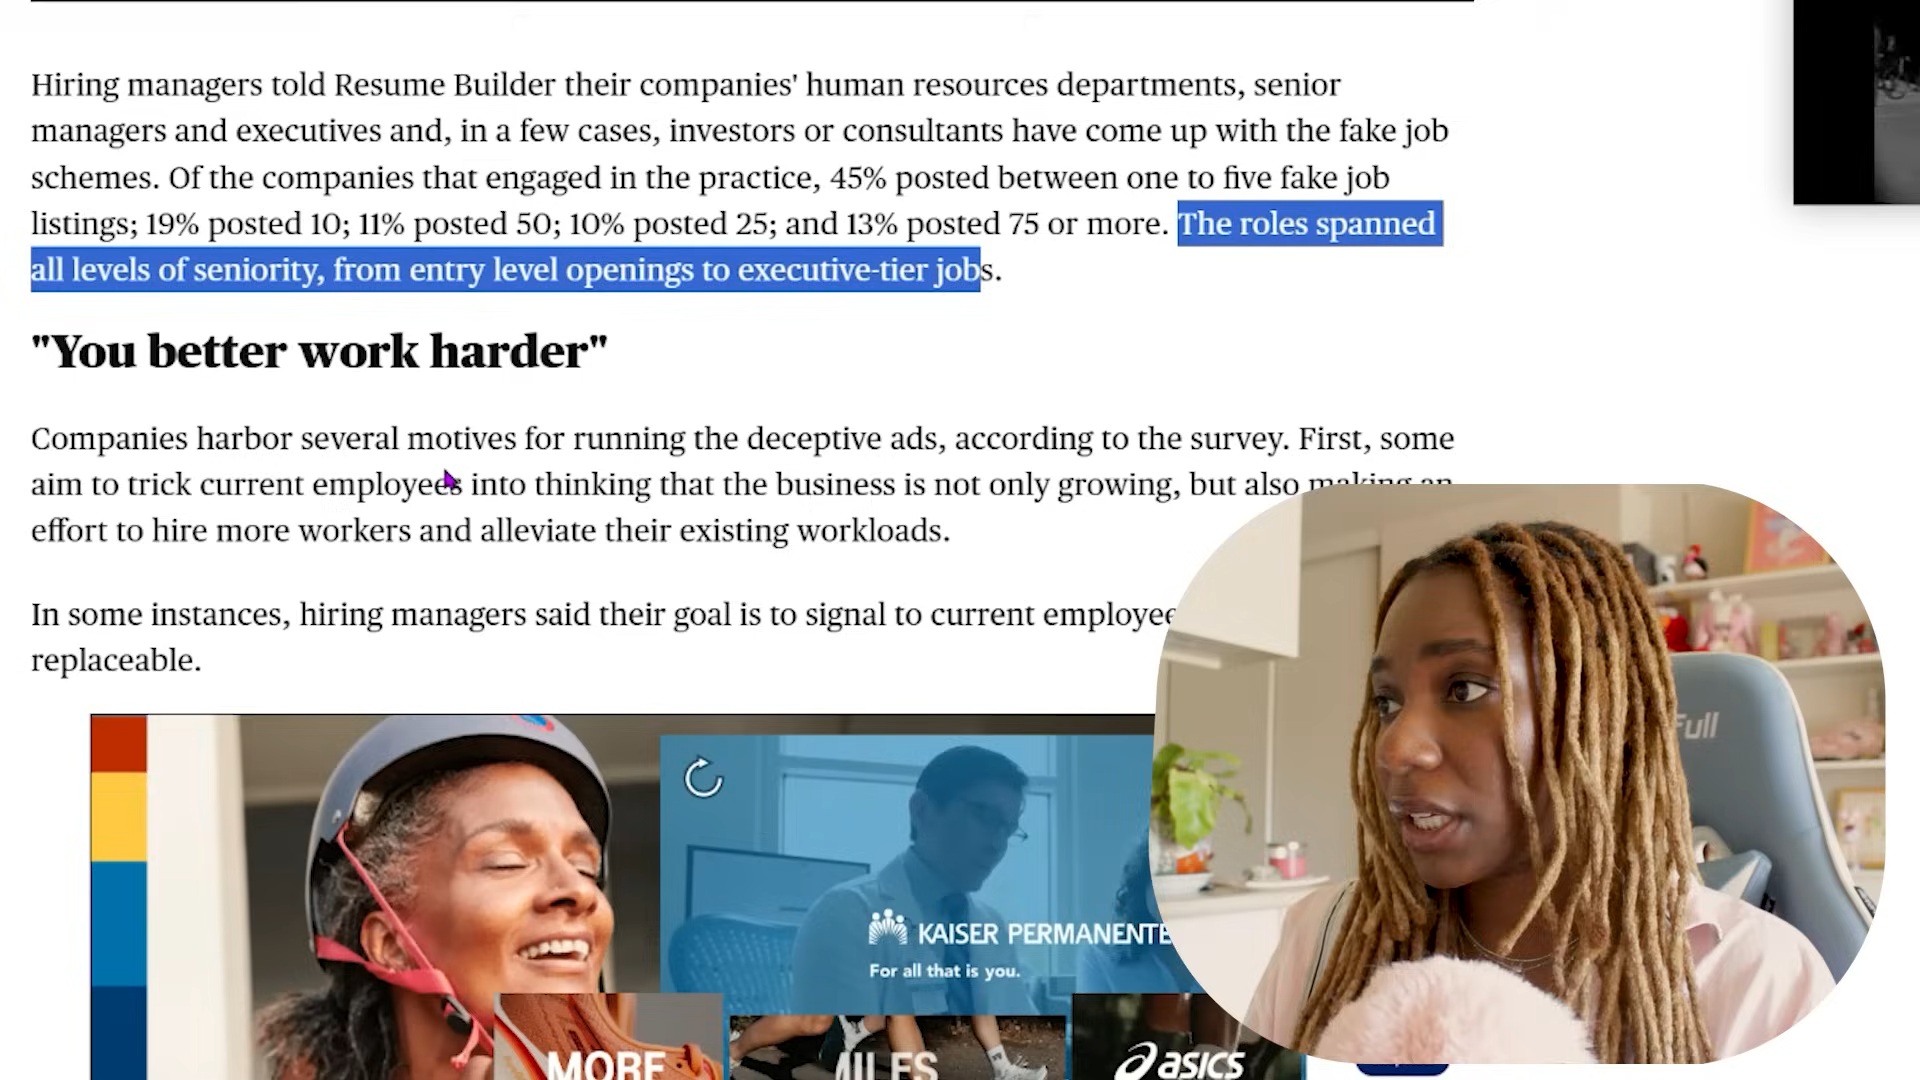 Hiring managers told Resume Builder their companies' human resources departments, senior
managers and executives and, in a few cases, investors or consultants have come up with the fake job
schemes. Of the companies that engaged in the practice, 45% posted between one to five fake job
listings; 19% posted 10; 11% posted 50; 10% posted 25; and 13% posted 75 or more. The roles spanned
all levels of seniority, from entry level openings to executive-tier jobs.
"You better work harder"
Companies harbor several motives for running the deceptive ads, according to the survey. First, some
aim to trick current employees into thinking that the business is not only growing, but also making an
effort to hire more workers and alleviate their existing workloads.
In some instances, hiring managers said their goal is to signal to current employee
replaceable.
Full
KAISER PERMANENTE
For all that is you.
MORE
MILES
asics